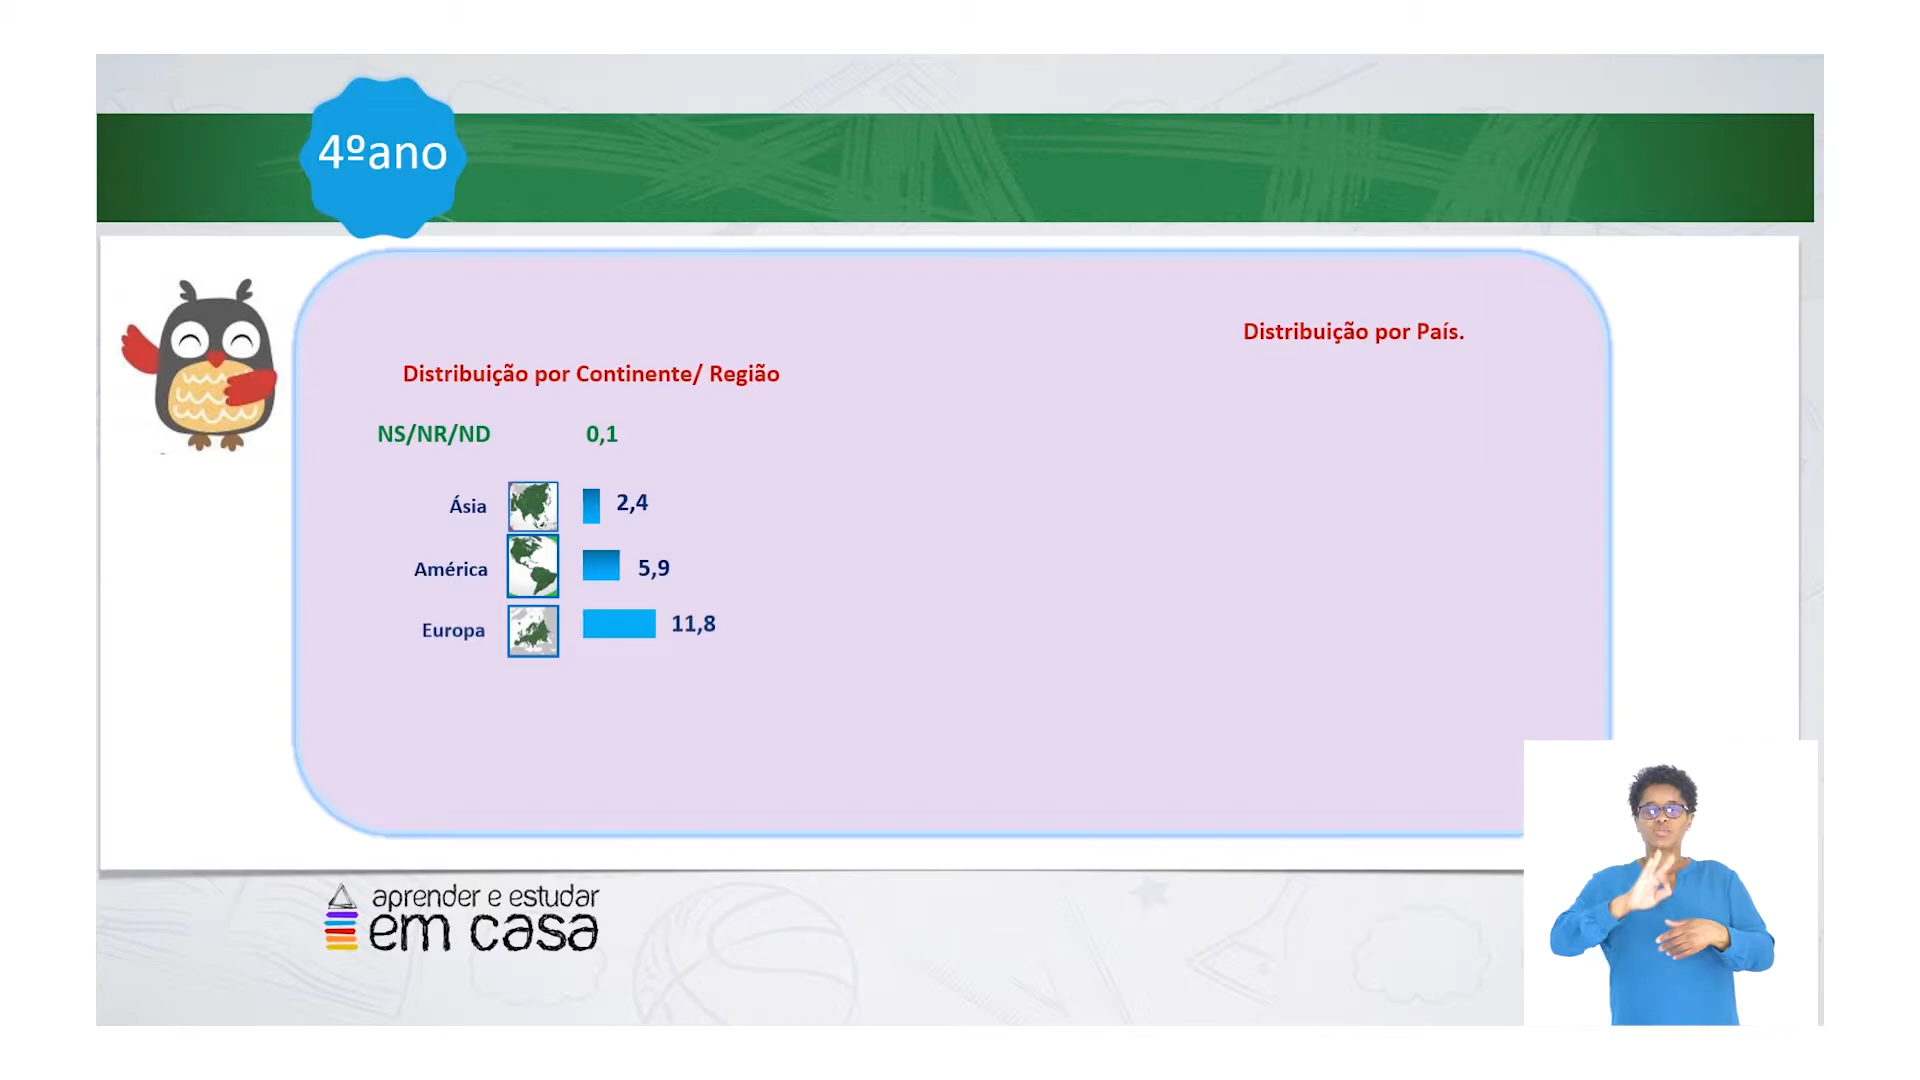 4ºano
Distribuição por País.
Distribuição por Continente/ Região
NS/NR/ND 0,1
Ásia 2,4
América 5,9
Europa 11,8
aprender e estudar
em casa